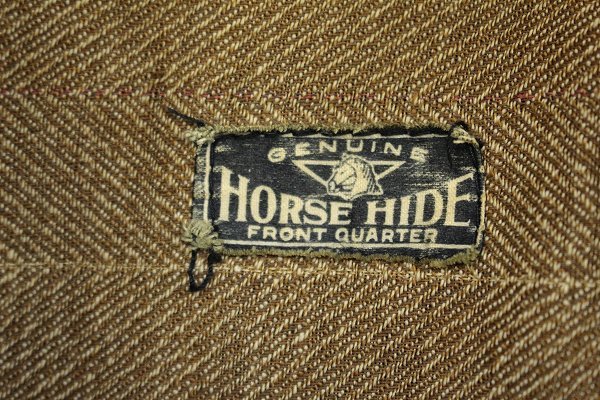 GENUINE
HORSE HIDE
FRONT QUARTER